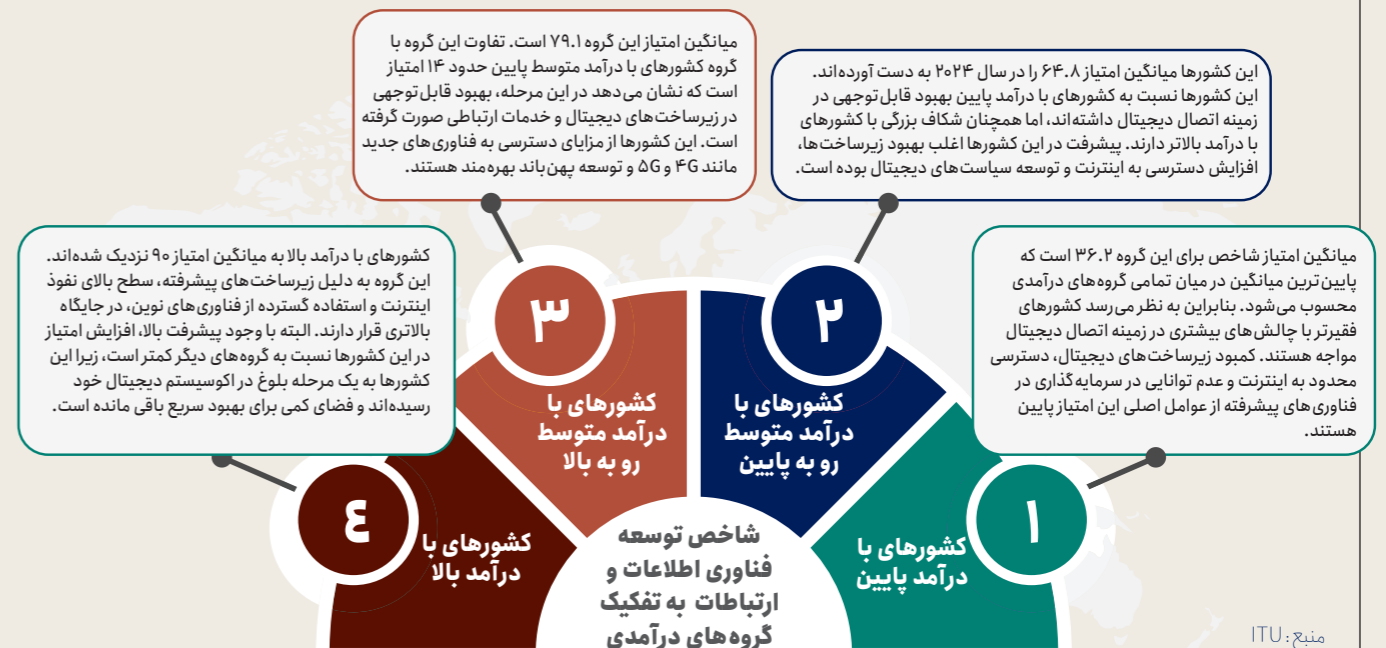 میانگین امتیاز این گروه ۷۹.۱ است. تفاوت این گروه با
گروه کشورهای با درآمد متوسط پایین حدود ۱۴ امتیاز
است که نشان می‌دهد در این مرحله، بهبود قابل‌توجهی
در زیرساخت‌های دیجیتال و خدمات ارتباطی صورت گرفته
است. این کشورها از مزایای دسترسی به فناوری‌های جدید
مانند ۴G و ۵G و توسعه پهن‌باند بهره‌مند هستند.
این کشورها میانگین امتیاز ۶۴.۸ را در سال ۲۰۲۴ به دست آورده‌اند.
این کشورها نسبت به کشورهای با درآمد پایین بهبود قابل‌توجهی در
زمینه اتصال دیجیتال داشته‌اند، اما همچنان شکاف بزرگی با کشورهای
با درآمد بالاتر دارند. پیشرفت در این کشورها اغلب بهبود زیرساخت‌ها،
افزایش دسترسی به اینترنت و توسعه سیاست‌های دیجیتال بوده است.
میانگین امتیاز شاخص برای این گروه ۳۶.۲ است که
پایین‌ترین میانگین در میان تمامی گروه‌های درآمدی
محسوب می‌شود. بنابراین به نظر می‌رسد کشورهای
فقیرتر با چالش‌های بیشتری در زمینه اتصال دیجیتال
مواجه هستند. کمبود زیرساخت‌های دیجیتال، دسترسی
محدود به اینترنت و عدم توانایی در سرمایه‌گذاری در
فناوری‌های پیشرفته از عوامل اصلی این امتیاز پایین
هستند.
کشورهای با درآمد بالا به میانگین امتیاز ۹۰ نزدیک شده‌اند.
این گروه به دلیل زیرساخت‌های پیشرفته، سطح بالای نفوذ
اینترنت و استفاده گسترده از فناوری‌های نوین، در جایگاه
بالاتری قرار دارند. البته با وجود پیشرفت بالا، افزایش امتیاز
در این کشورها نسبت به گروه‌های دیگر کمتر است، زیرا این
کشورها به یک مرحله بلوغ در اکوسیستم دیجیتال خود
رسیده‌اند و فضای کمی برای بهبود سریع باقی مانده است.
۱
کشورهای با
درآمد پایین
۲
کشورهای با
درآمد متوسط
رو به پایین
۳
کشورهای با
درآمد متوسط
رو به بالا
٤
کشورهای با
درآمد بالا
شاخص توسعه
فناوری اطلاعات و
ارتباطات به تفکیک
گروه‌های درآمدی
منبع: ITU